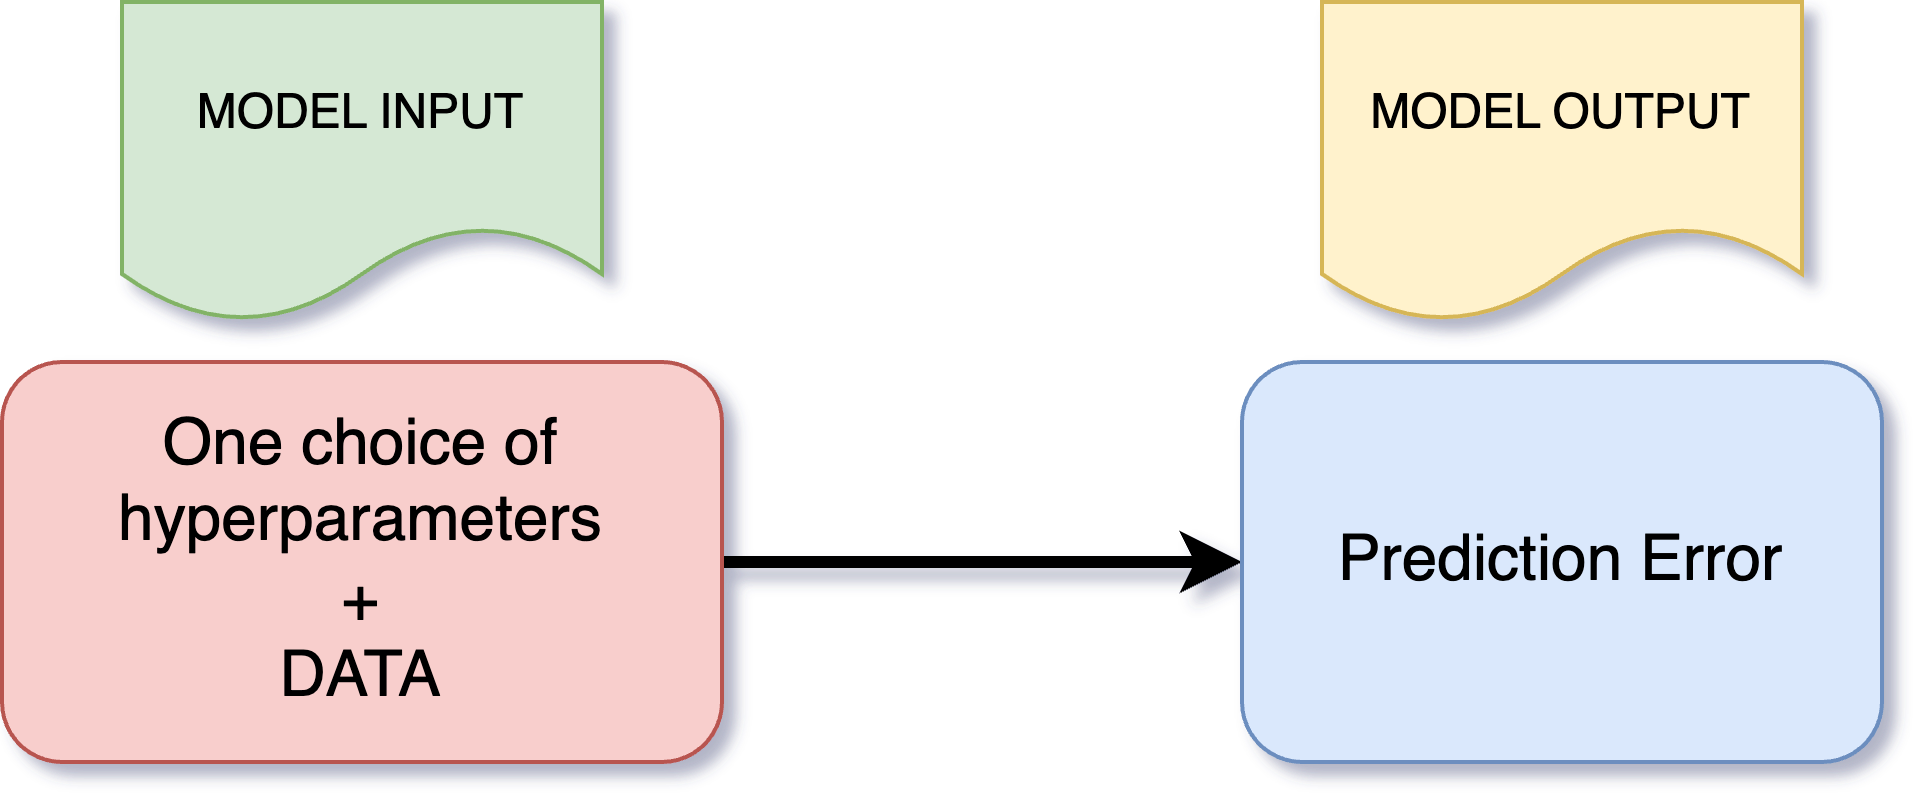 MODEL INPUT
MODEL OUTPUT
One choice of
hyperparameters
+
DATA
Prediction Error